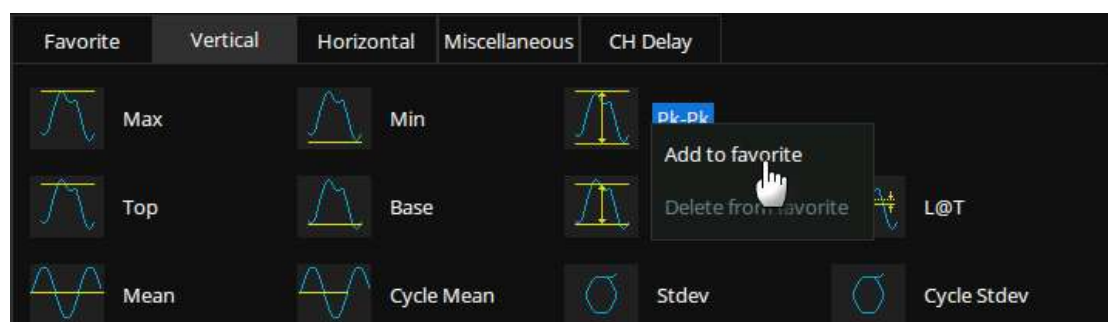 Favorite Vertical Horizontal Miscellaneous CH Delay
Max Min Pk-Pk
Add to favorite
Top Base Delete from favorite L@T
Mean Cycle Mean Stdev Cycle Stdev